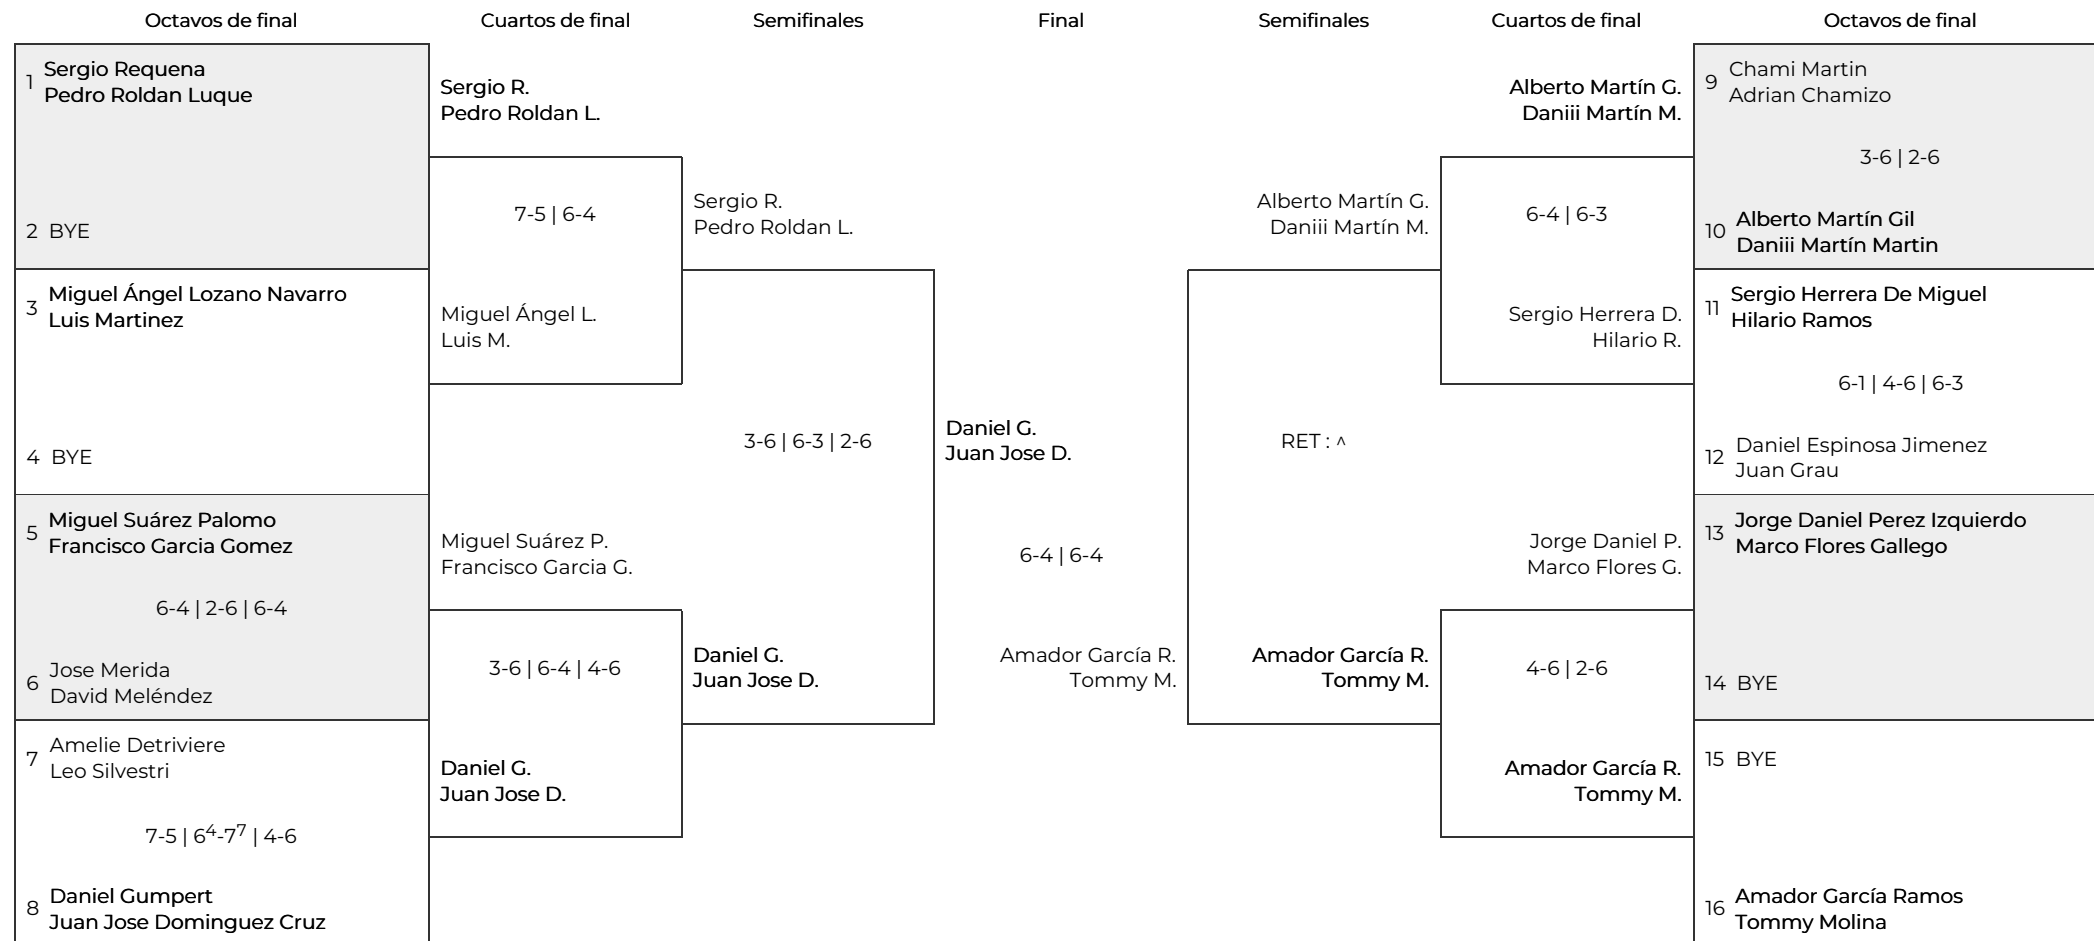 Octavos de final
Cuartos de final
Semifinales
Final
Semifinales
Cuartos de final
Octavos de final
1 Sergio Requena
Pedro Roldan Luque
2 BYE
3 Miguel Ángel Lozano Navarro
Luis Martinez
4 BYE
5 Miguel Suárez Palomo
Francisco Garcia Gomez
6-4 | 2-6 | 6-4
6 Jose Merida
David Meléndez
7 Amelie Detriviere
Leo Silvestri
7-5 | 6⁴-7⁷ | 4-6
8 Daniel Gumpert
Juan Jose Dominguez Cruz
Sergio R.
Pedro Roldan L.
7-5 | 6-4
Miguel Ángel L.
Luis M.
Miguel Suárez P.
Francisco Garcia G.
3-6 | 6-4 | 4-6
Daniel G.
Juan Jose D.
Sergio R.
Pedro Roldan L.
3-6 | 6-3 | 2-6
Daniel G.
Juan Jose D.
Daniel G.
Juan Jose D.
6-4 | 6-4
Amador García R.
Tommy M.
Alberto Martín G.
Daniii Martín M.
RET : ^
Amador García R.
Tommy M.
Alberto Martín G.
Daniii Martín M.
6-4 | 6-3
Sergio Herrera D.
Hilario R.
Jorge Daniel P.
Marco Flores G.
4-6 | 2-6
Amador García R.
Tommy M.
9 Chami Martin
Adrian Chamizo
3-6 | 2-6
10 Alberto Martín Gil
Daniii Martín Martin
11 Sergio Herrera De Miguel
Hilario Ramos
6-1 | 4-6 | 6-3
12 Daniel Espinosa Jimenez
Juan Grau
13 Jorge Daniel Perez Izquierdo
Marco Flores Gallego
14 BYE
15 BYE
16 Amador García Ramos
Tommy Molina